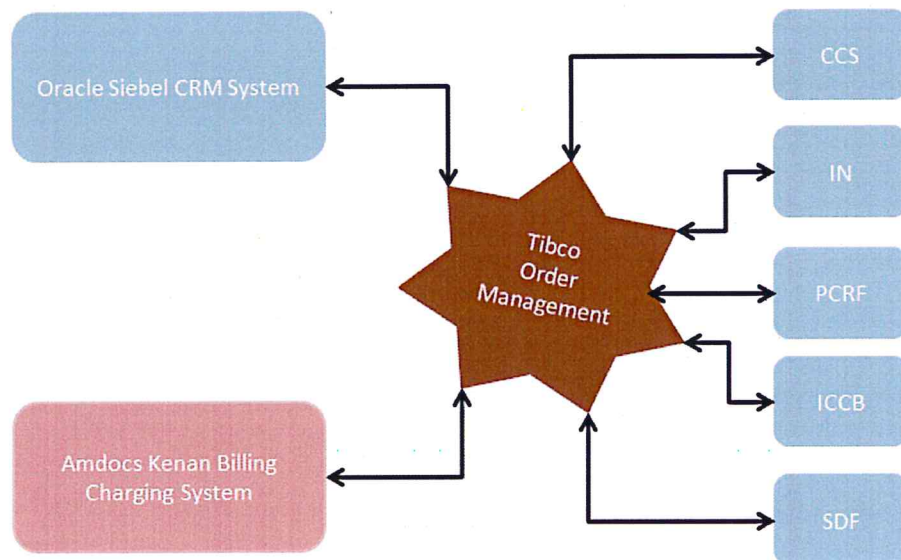 Oracle Siebel CRM System
CCS
IN
Tibco
Order
Management
PCRF
ICCB
Amdocs Kenan Billing
Charging System
SDF